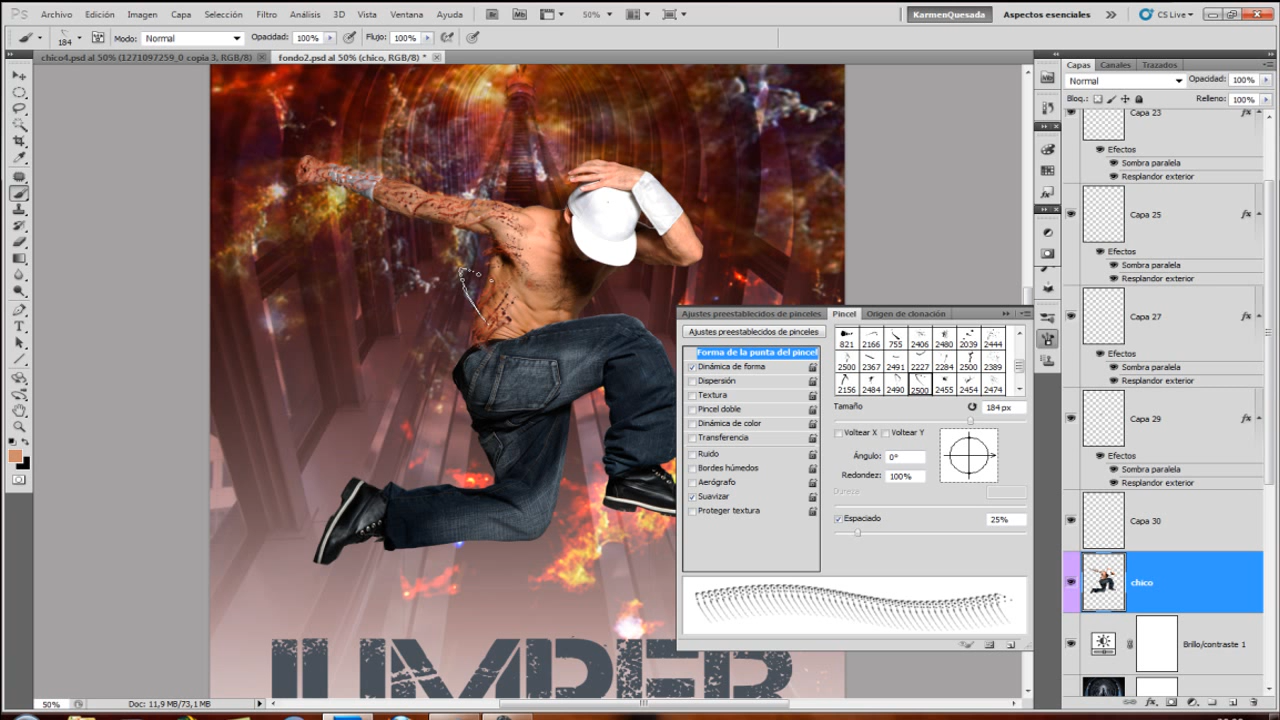 Ps Archivo Edición Imagen Capa Selección Filtro Análisis 3D Vista Ventana Ayuda Br Mb 50% KarmenQuesada Aspectos esenciales CS Live
184 Modo: Normal Opacidad: 100% Flujo: 100%
chico4.psd al 50% (1271097259_0 copia 3, RGB/8) fondo2.psd al 50% (chico, RGB/8) *
Capas Canales Trazados
Normal Opacidad: 100%
Bloq.: Relleno: 100%
Capa 23
Efectos
Sombra paralela
Resplandor exterior
Capa 25
Efectos
Sombra paralela
Resplandor exterior
Capa 27
Efectos
Sombra paralela
Resplandor exterior
Capa 29
Efectos
Sombra paralela
Resplandor exterior
Capa 30
chico
Brillo/contraste 1
Ajustes preestablecidos de pinceles Pincel Origen de clonación
Ajustes preestablecidos de pinceles
Forma de la punta del pincel
Dinámica de forma
Dispersión
Textura
Pincel doble
Dinámica de color
Transferencia
Ruido
Bordes húmedos
Aerógrafo
Suavizar
Proteger textura
821 2166 755 2406 2480 2039 2444
2500 2367 2491 2227 2284 2500 2389
2156 2484 2490 2500 2455 2454 2474
Tamaño 184 px
Voltear X Voltear Y
Ángulo: 0°
Redondez: 100%
Dureza
Espaciado 25%
JUMPER
50% Doc: 11,9 MB/73,1MB